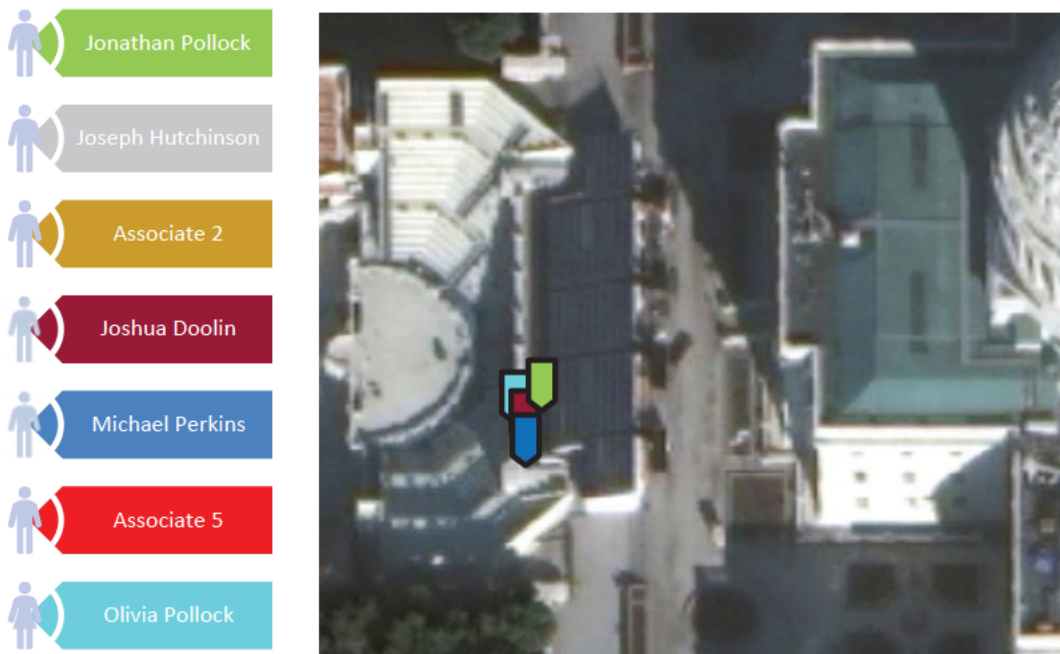 Jonathan Pollock
Joseph Hutchinson
Associate 2
Joshua Doolin
Michael Perkins
Associate 5
Olivia Pollock